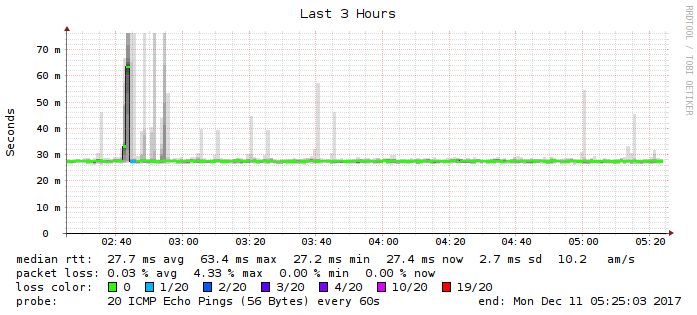 Last 3 Hours
RRDTOOL / TOBI OETIKER
Seconds
70 m
60 m
50 m
40 m
30 m
20 m
10 m
0
02:40 03:00 03:20 03:40 04:00 04:20 04:40 05:00 05:20
median rtt: 27.7 ms avg 63.4 ms max 27.2 ms min 27.4 ms now 2.7 ms sd 10.2 am/s
packet loss: 0.03 % avg 4.33 % max 0.00 % min 0.00 % now
loss color: 0 1/20 2/20 3/20 4/20 10/20 19/20
probe: 20 ICMP Echo Pings (56 Bytes) every 60s end: Mon Dec 11 05:25:03 2017